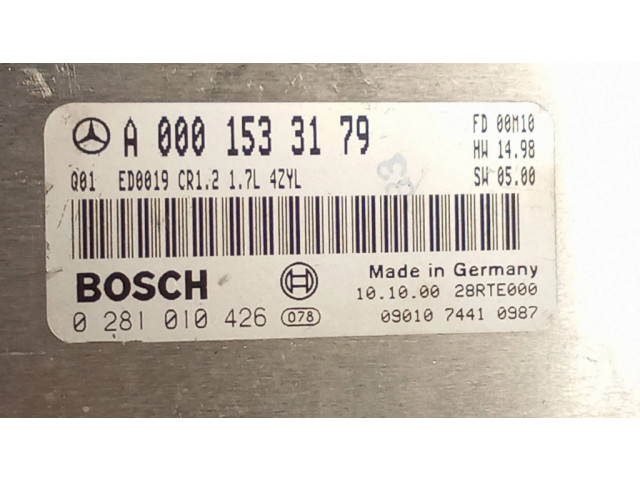 A 000 153 31 79
FD 00M10
HW 14.98
Q01 ED0019 CR1.2 1.7L 4ZYL
SW 05.00
BOSCH
Made in Germany
10.10.00 28RTE000
0 281 010 426 078
09010 7441 0987
33